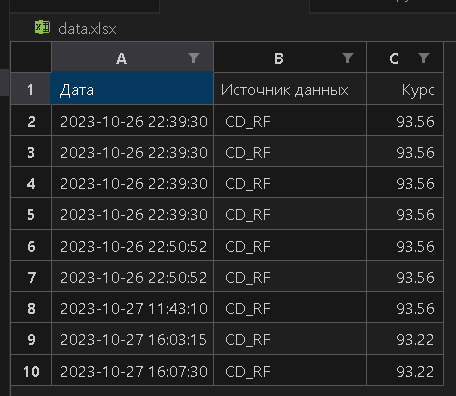 data.xlsx
A B C
1 Дата Источник данных Курс
2 2023-10-26 22:39:30 CD_RF 93.56
3 2023-10-26 22:39:30 CD_RF 93.56
4 2023-10-26 22:39:30 CD_RF 93.56
5 2023-10-26 22:39:30 CD_RF 93.56
6 2023-10-26 22:50:52 CD_RF 93.56
7 2023-10-26 22:50:52 CD_RF 93.56
8 2023-10-27 11:43:10 CD_RF 93.56
9 2023-10-27 16:03:15 CD_RF 93.22
10 2023-10-27 16:07:30 CD_RF 93.22